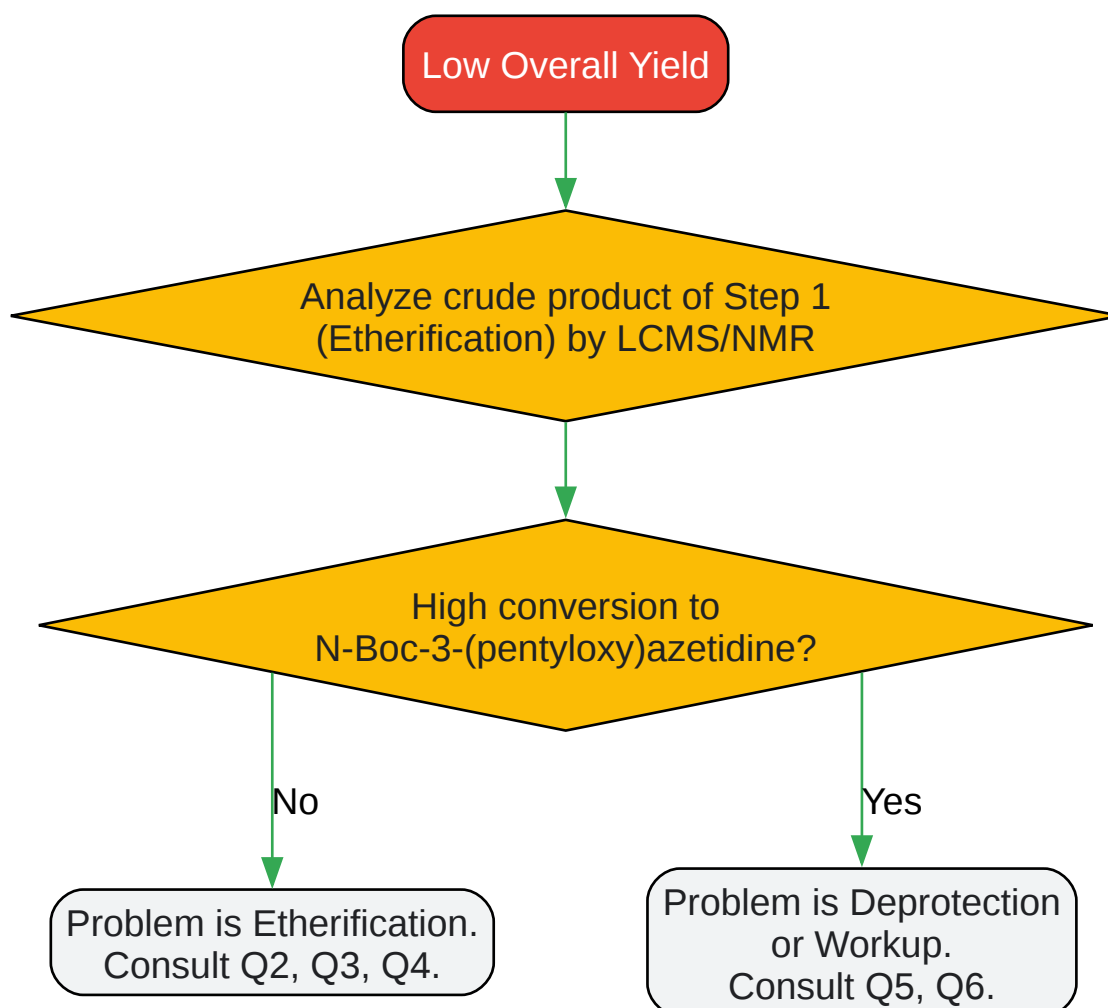 Low Overall Yield
Analyze crude product of Step 1
(Etherification) by LCMS/NMR
High conversion to
N-Boc-3-(pentyloxy)azetidine?
No
Yes
Problem is Etherification.
Consult Q2, Q3, Q4.
Problem is Deprotection
or Workup.
Consult Q5, Q6.